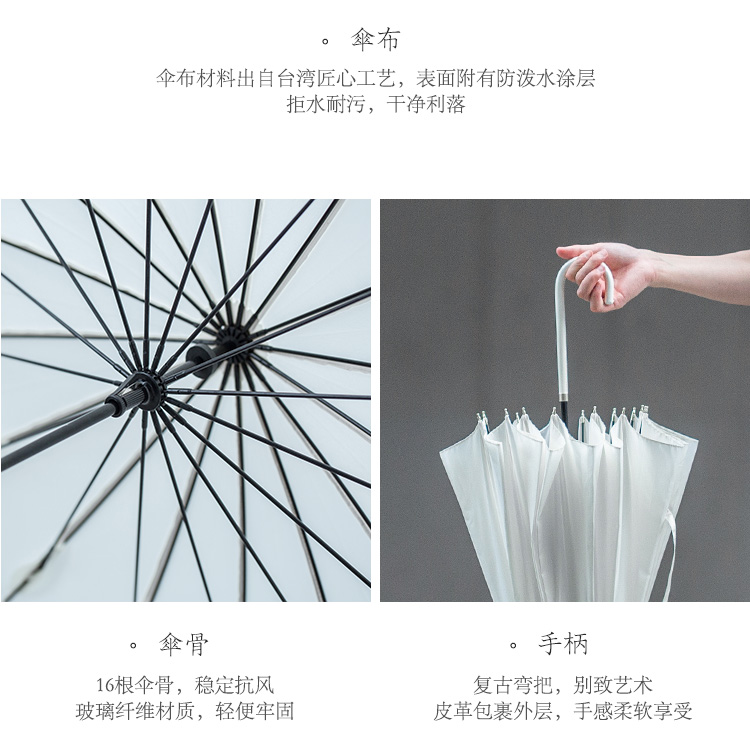 伞布
伞布材料出自台湾匠心工艺，表面附有防泼水涂层
拒水耐污，干净利落
伞骨
16根伞骨，稳定抗风
玻璃纤维材质，轻便牢固
手柄
复古弯把，别致艺术
皮革包裹外层，手感柔软享受